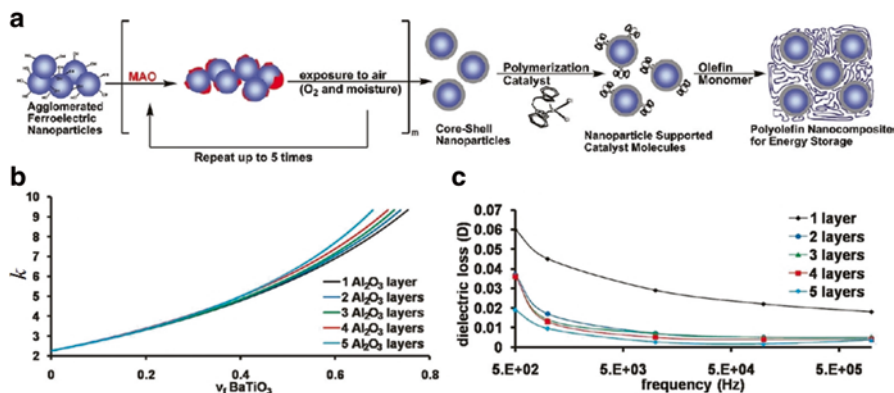 a
MAO
exposure to air
(O₂ and moisture)
m
Repeat up to 5 times
Agglomerated
Ferroelectric
Nanoparticles
Core-Shell
Nanoparticles
Polymerization
Catalyst
Nanoparticle Supported
Catalyst Molecules
Olefin
Monomer
Polyolefin Nanocomposites
for Energy Storage
b
10
9
8
7
6
5
4
3
2
k
0
0.2
0.4
0.6
0.8
vf BaTiO₃
1 Al₂O₃ layer
2 Al₂O₃ layers
3 Al₂O₃ layers
4 Al₂O₃ layers
5 Al₂O₃ layers
c
0.07
0.06
0.05
0.04
0.03
0.02
0.01
0
dielectric loss (D)
5.E+02
5.E+03
5.E+04
5.E+05
frequency (Hz)
1 layer
2 layers
3 layers
4 layers
5 layers